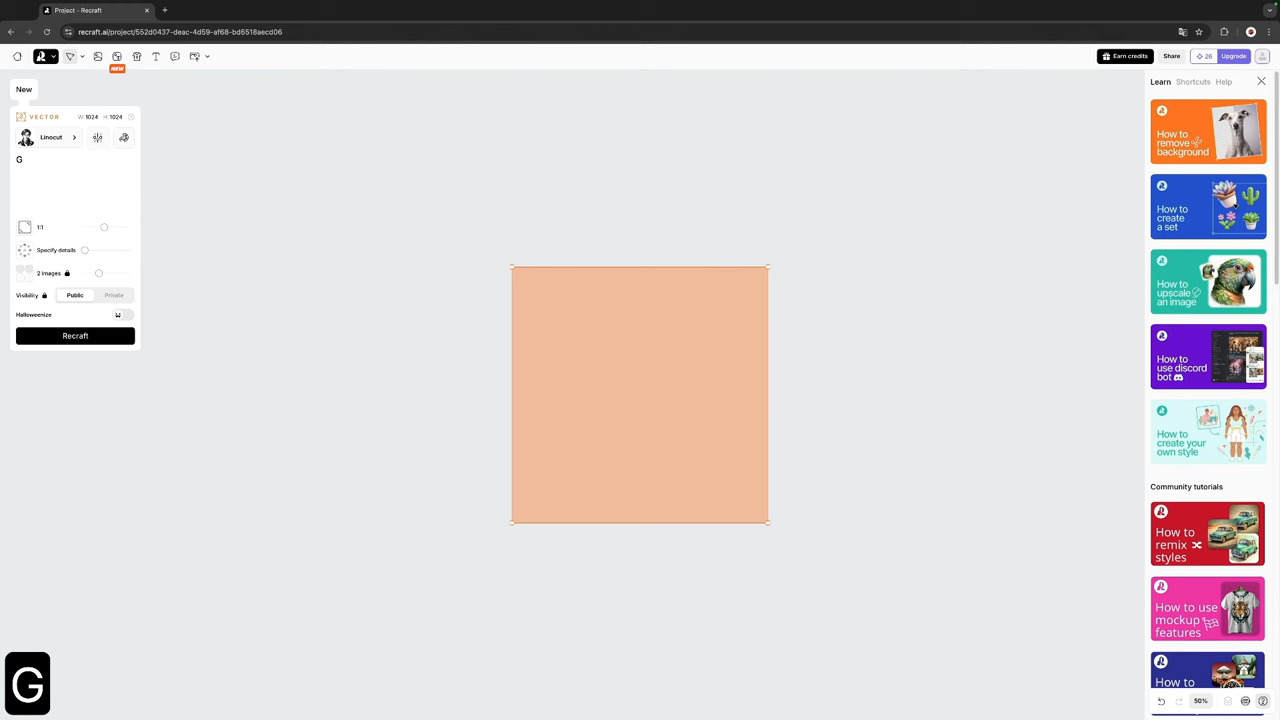 Project - Recraft
recraft.ai/project/552d0437-deac-4d59-af68-bd6518aecd06
NEW
Earn credits
Share
26
Upgrade
New
VECTOR
W 1024 H 1024
Linocut
G
1:1
Specify details
2 images
Visibility
Public
Private
Halloweenize
Recraft
Learn
Shortcuts
Help
How to
remove
background
How to
create
a set
How to
upscale
an image
How to
use discord
bot
How to
create your
own style
Community tutorials
How to
remix
styles
How to use
mockup
features
How to
50%
G